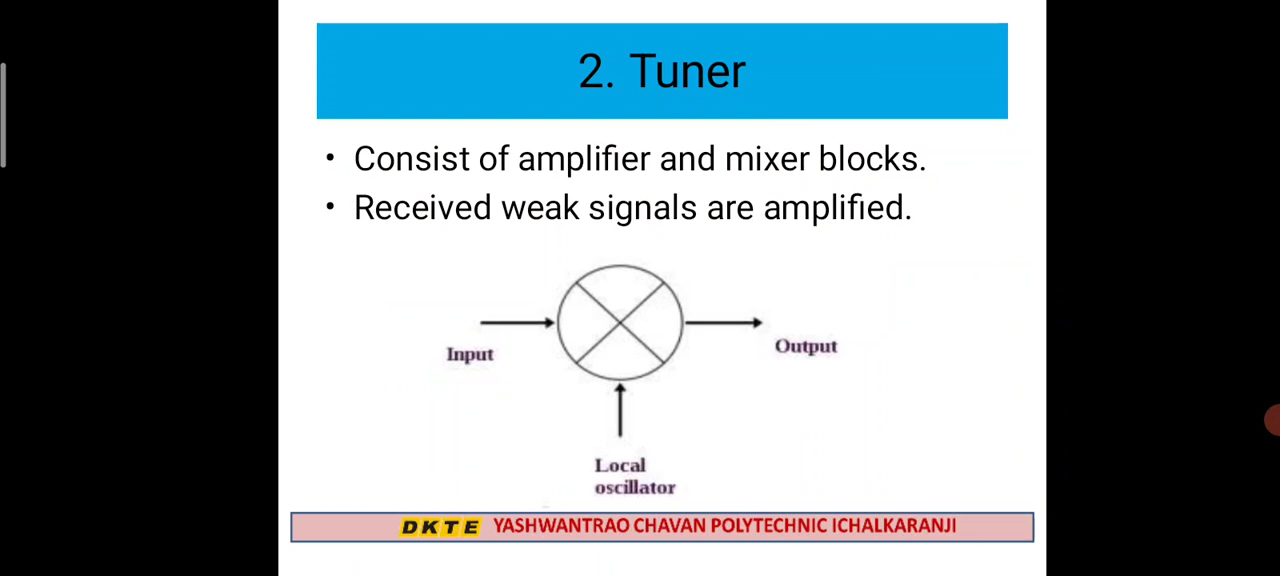 2. Tuner
• Consist of amplifier and mixer blocks.
• Received weak signals are amplified.
Input
Output
Local
oscillator
DKTE YASHWANTRAO CHAVAN POLYTECHNIC ICHALKARANJI